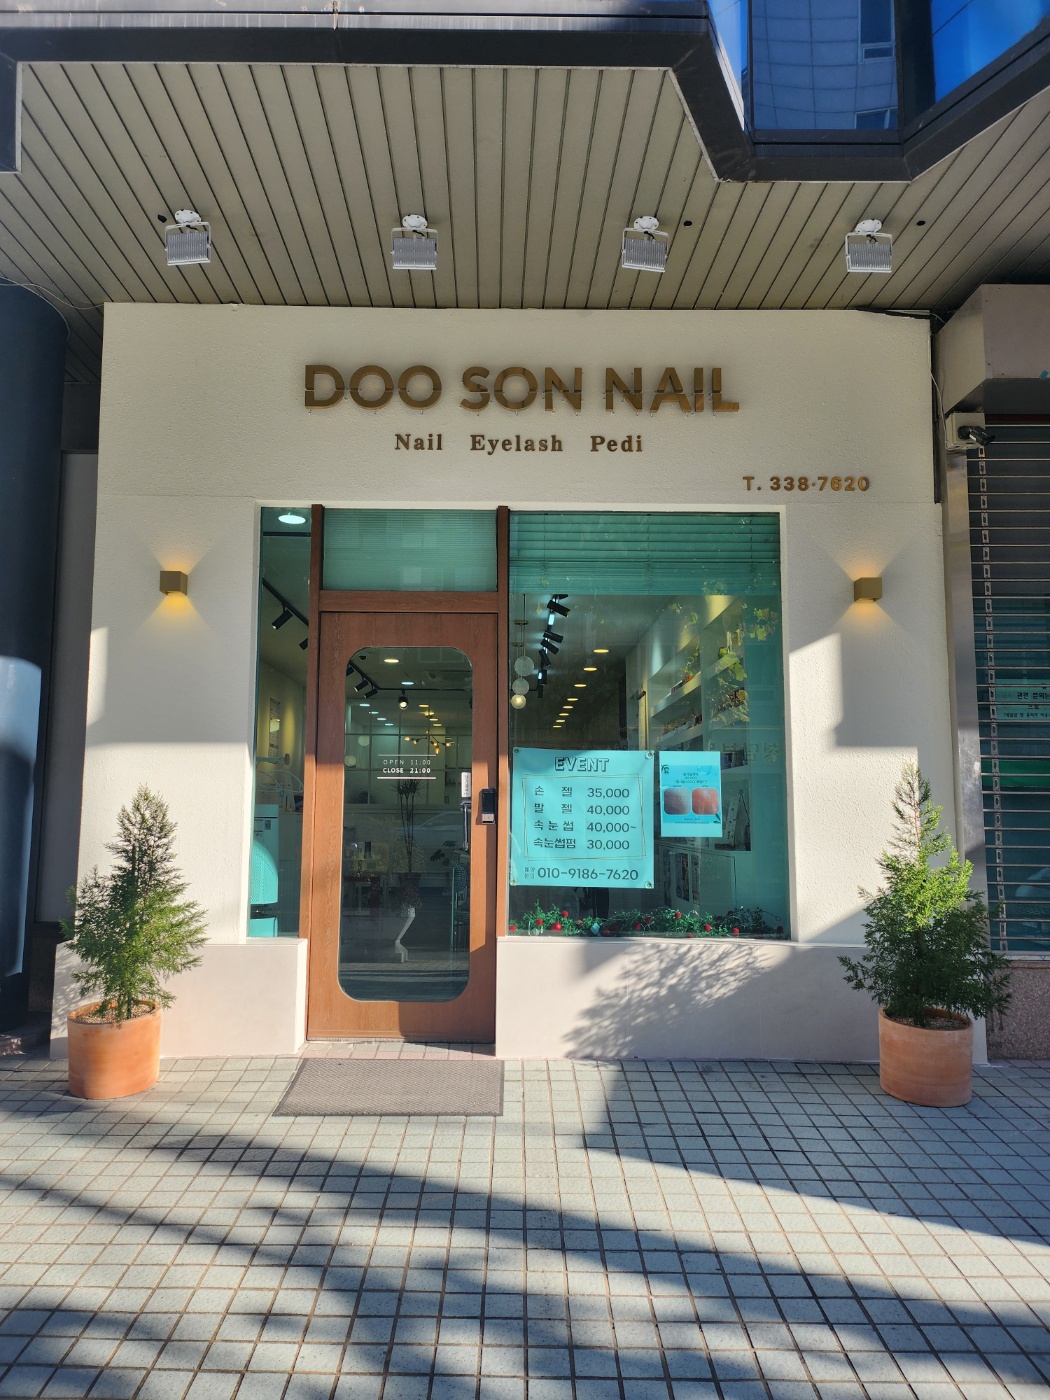 DOO SON NAIL
Nail Eyelash Pedi
T. 338-7620
OPEN 11:00
CLOSE 21:00
EVENT
손 젤 35,000
발 젤 40,000
속눈썹 40,000~
속눈썹펌 30,000
010-9186-7620